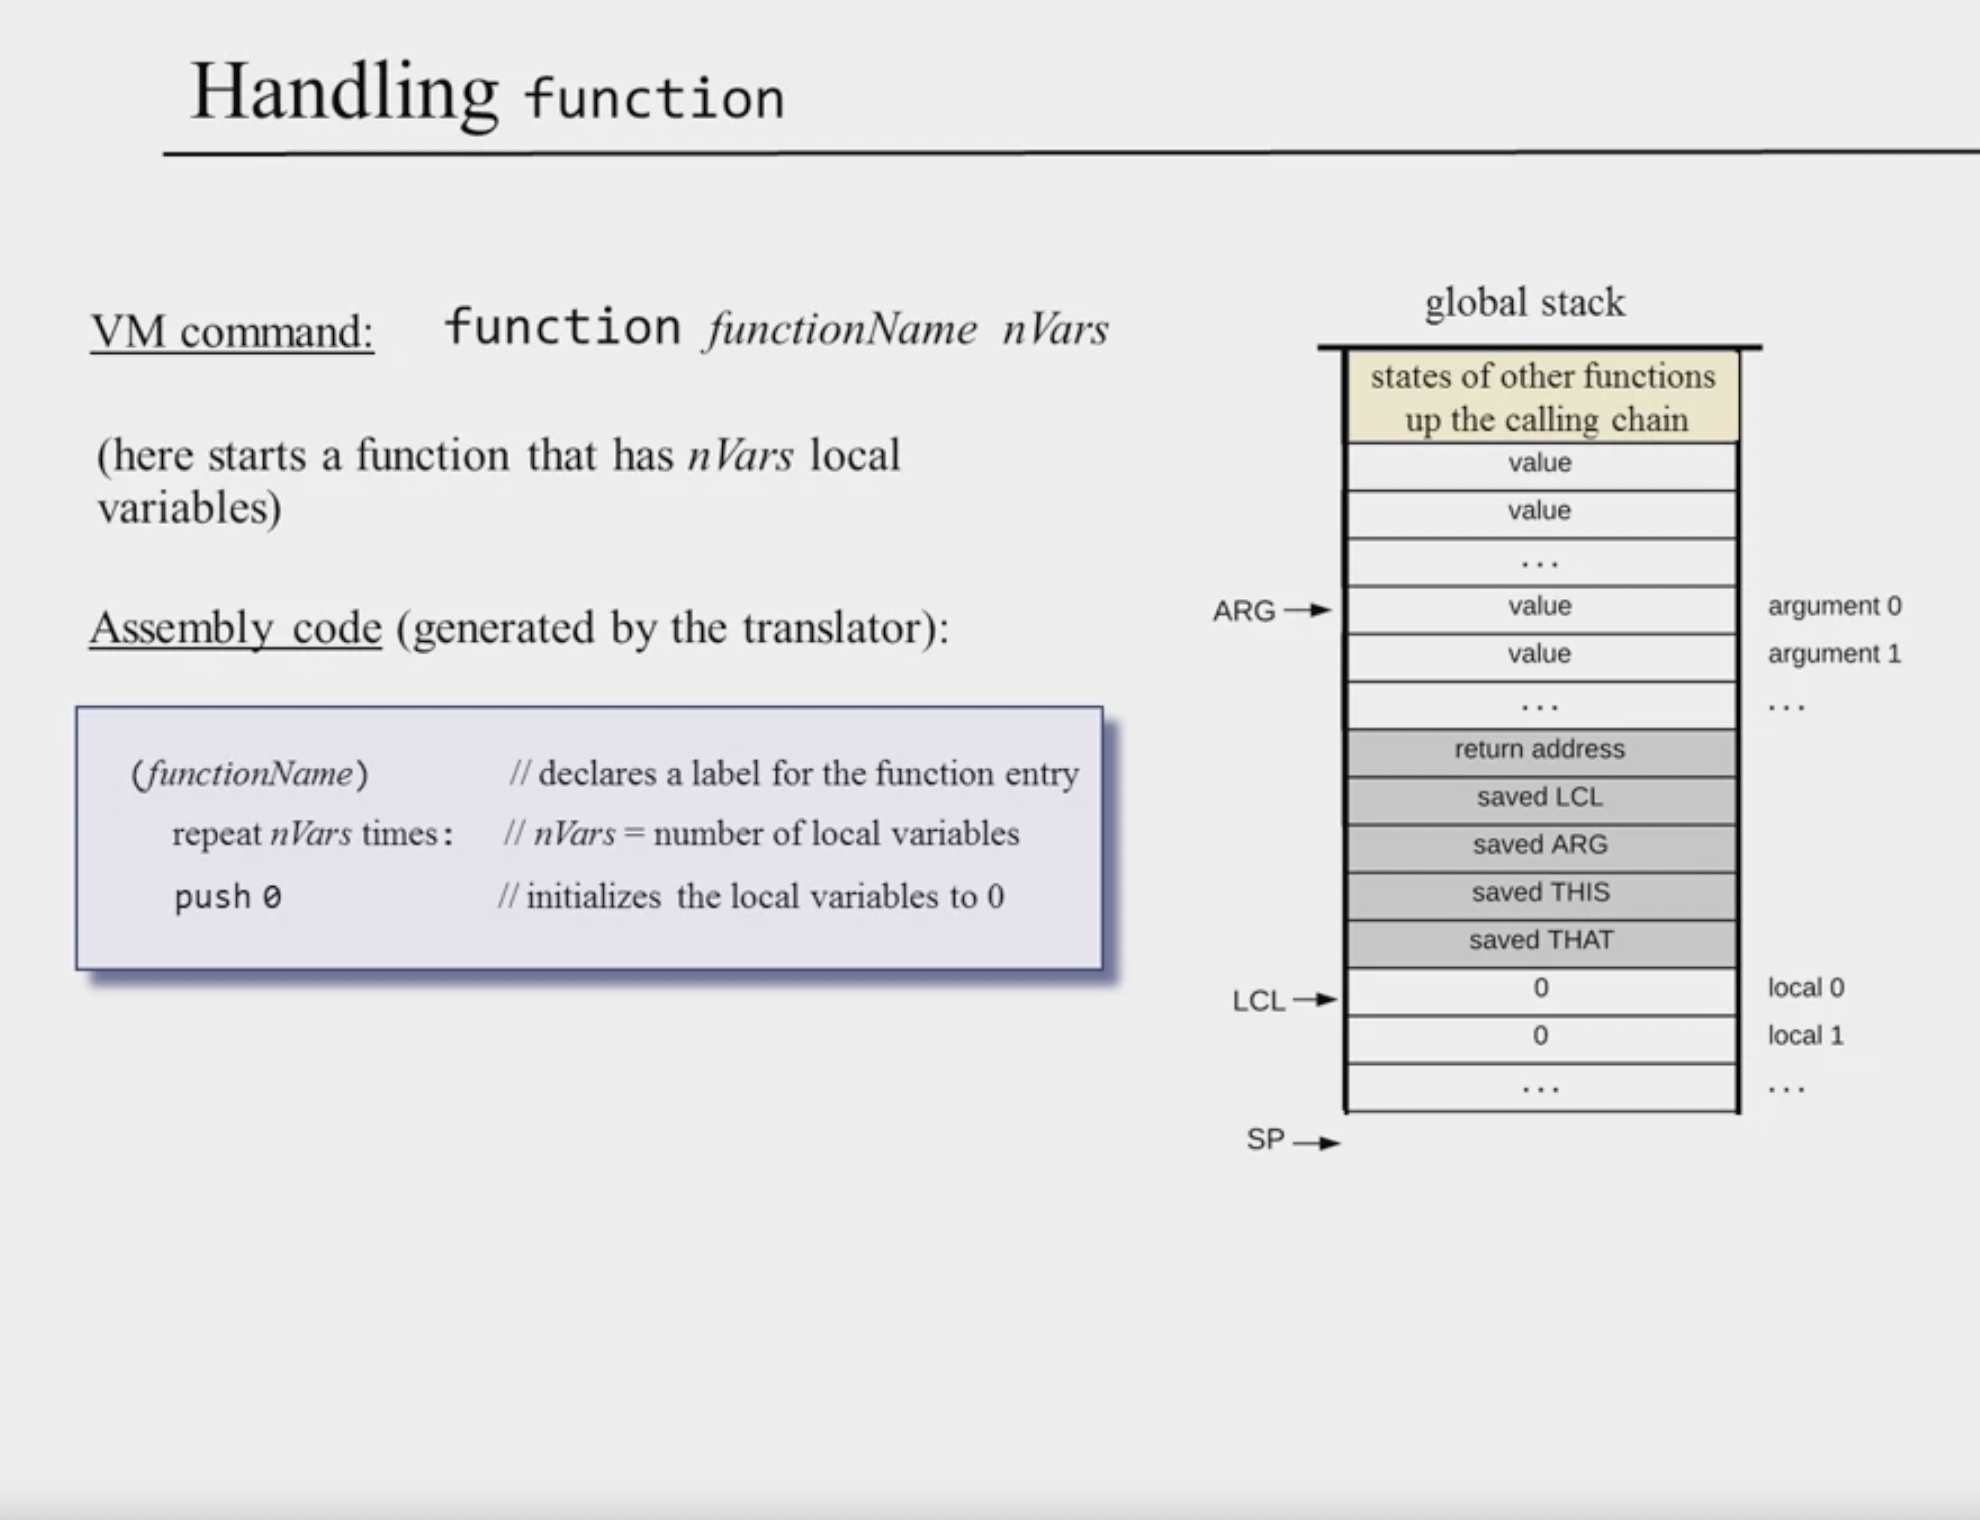 Handling function
VM command: function functionName nVars
(here starts a function that has nVars local
variables)
Assembly code (generated by the translator):
(functionName) // declares a label for the function entry
repeat nVars times: // nVars = number of local variables
push 0 // initializes the local variables to 0
global stack
states of other functions
up the calling chain
value
value
...
ARG value argument 0
value argument 1
... ...
return address
saved LCL
saved ARG
saved THIS
saved THAT
LCL 0 local 0
0 local 1
... ...
SP